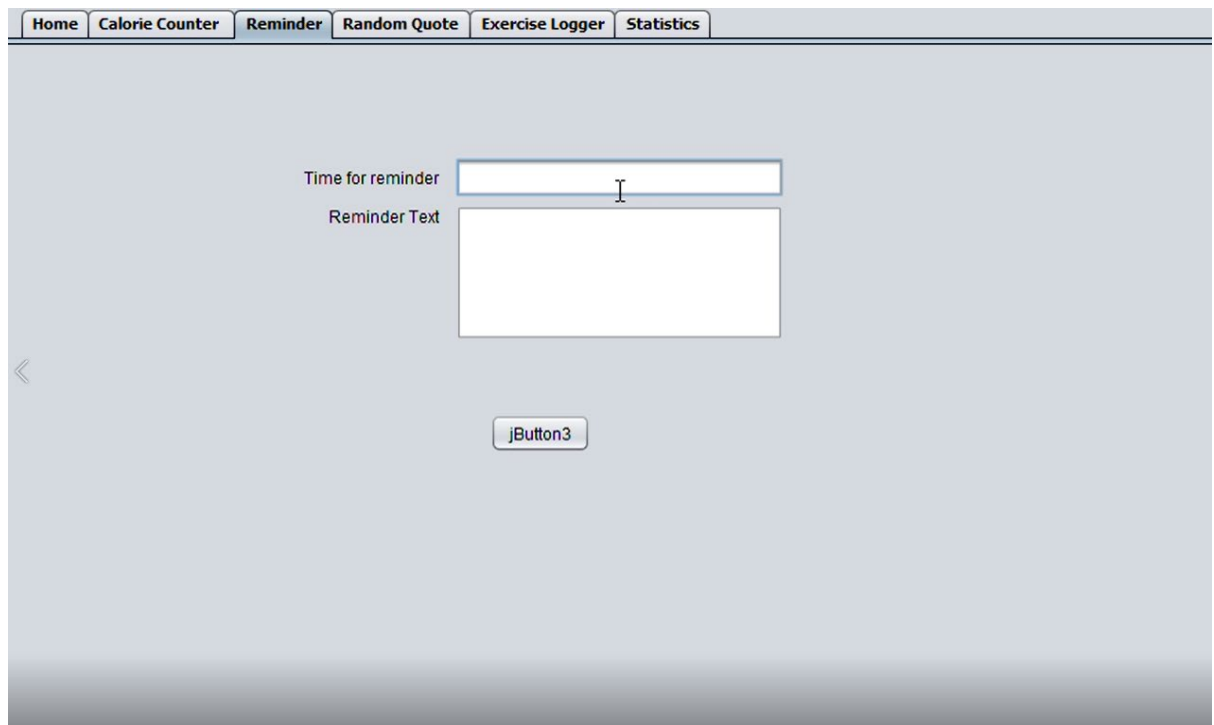 Home Calorie Counter Reminder Random Quote Exercise Logger Statistics
Time for reminder
Reminder Text
jButton3